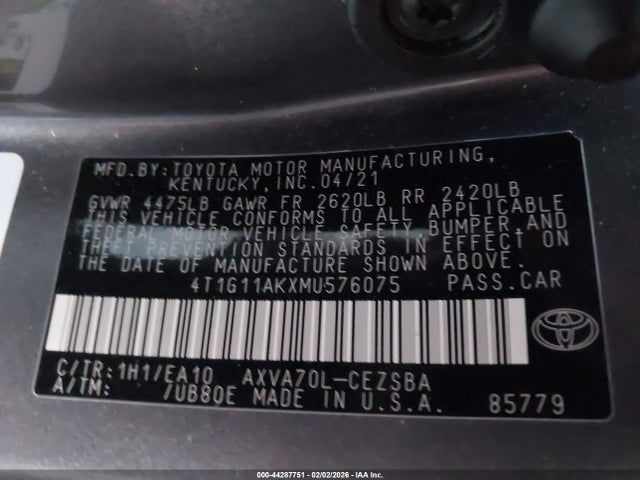 MFD.BY:TOYOTA MOTOR MANUFACTURING,
KENTUCKY,INC.04/21
GVWR 4475LB GAWR FR 2620LB RR 2420LB
THIS VEHICLE CONFORMS TO ALL APPLICABLE
FEDERAL MOTOR VEHICLE SAFETY, BUMPER,AND
THEFT PREVENTION STANDARDS IN EFFECT ON
THE DATE OF MANUFACTURE SHOWN ABOVE.
4T1G11AKXMU576075 PASS.CAR
C/TR:1H1/EA10 AXVA70L-CEZSBA
A/TM: /UB80E MADE IN U.S.A. 85779
000-44287751 - 02/02/2026 - IAA Inc.